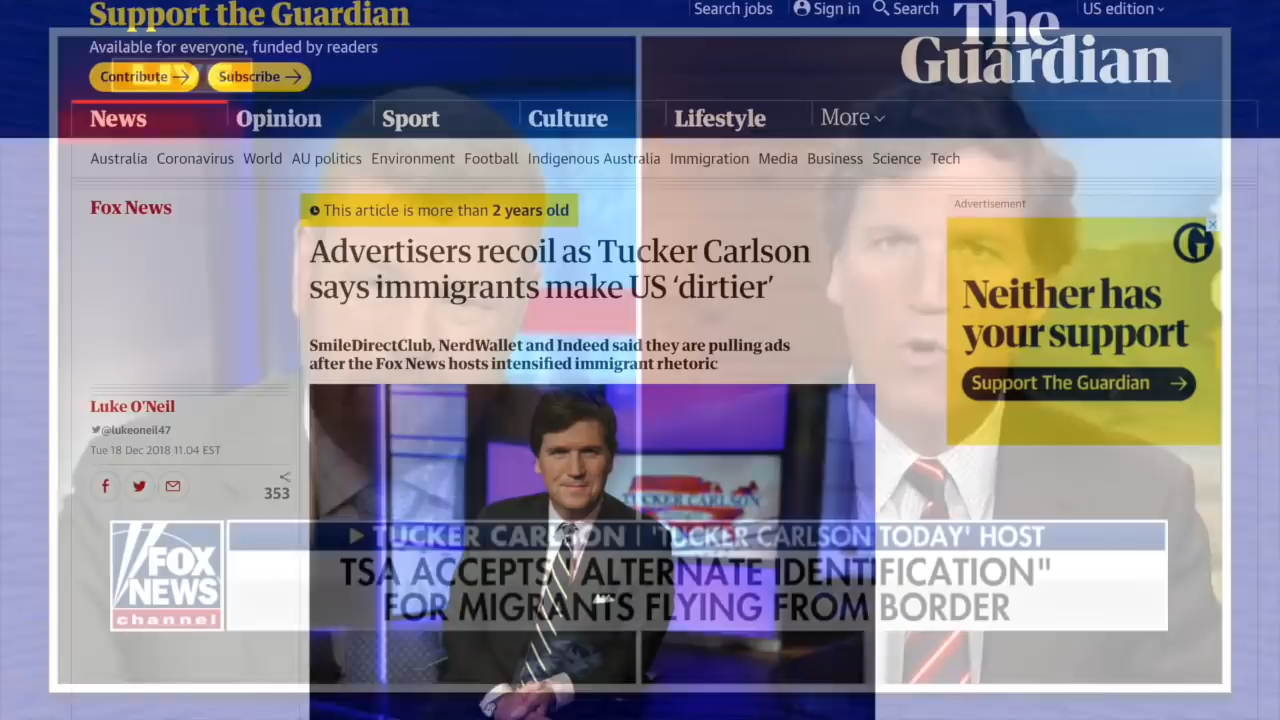 Support the Guardian
Available for everyone, funded by readers
Contribute →
Subscribe →
LIVE
Search jobs
Sign in
Search
US edition
The
Guardian
News
Opinion
Sport
Culture
Lifestyle
More
Australia Coronavirus World AU politics Environment Football Indigenous Australia Immigration Media Business Science Tech
Fox News
This article is more than 2 years old
Advertisers recoil as Tucker Carlson
says immigrants make US ‘dirtier’
SmileDirectClub, NerdWallet and Indeed said they are pulling ads
after the Fox News hosts intensified immigrant rhetoric
Advertisement
Neither has
your support
Support The Guardian →
Luke O'Neil
@lukeoneil47
Tue 18 Dec 2018 11.04 EST
353
TUCKER CARLSON
FOX
NEWS
channel
TUCKER CARLSON | 'TUCKER CARLSON TODAY' HOST
TSA ACCEPTS "ALTERNATE IDENTIFICATION"
FOR MIGRANTS FLYING FROM BORDER